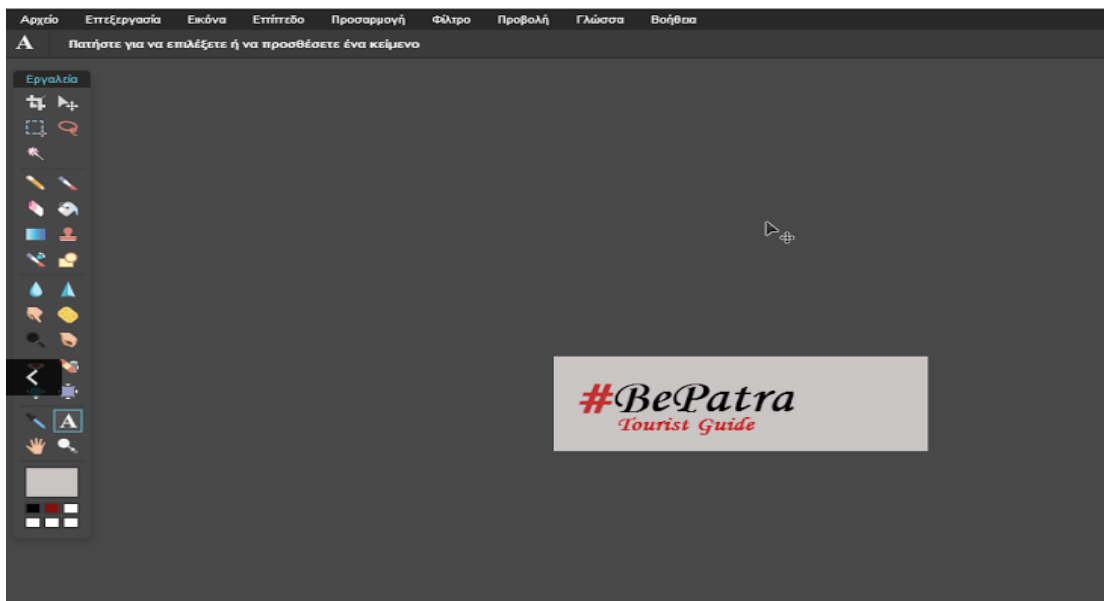 Αρχείο Επεξεργασία Εικόνα Επίπεδο Προσαρμογή Φίλτρο Προβολή Γλώσσα Βοήθεια
A Πατήστε για να επιλέξετε ή να προσθέσετε ένα κείμενο
Εργαλεία
A
#BePatra
Tourist Guide